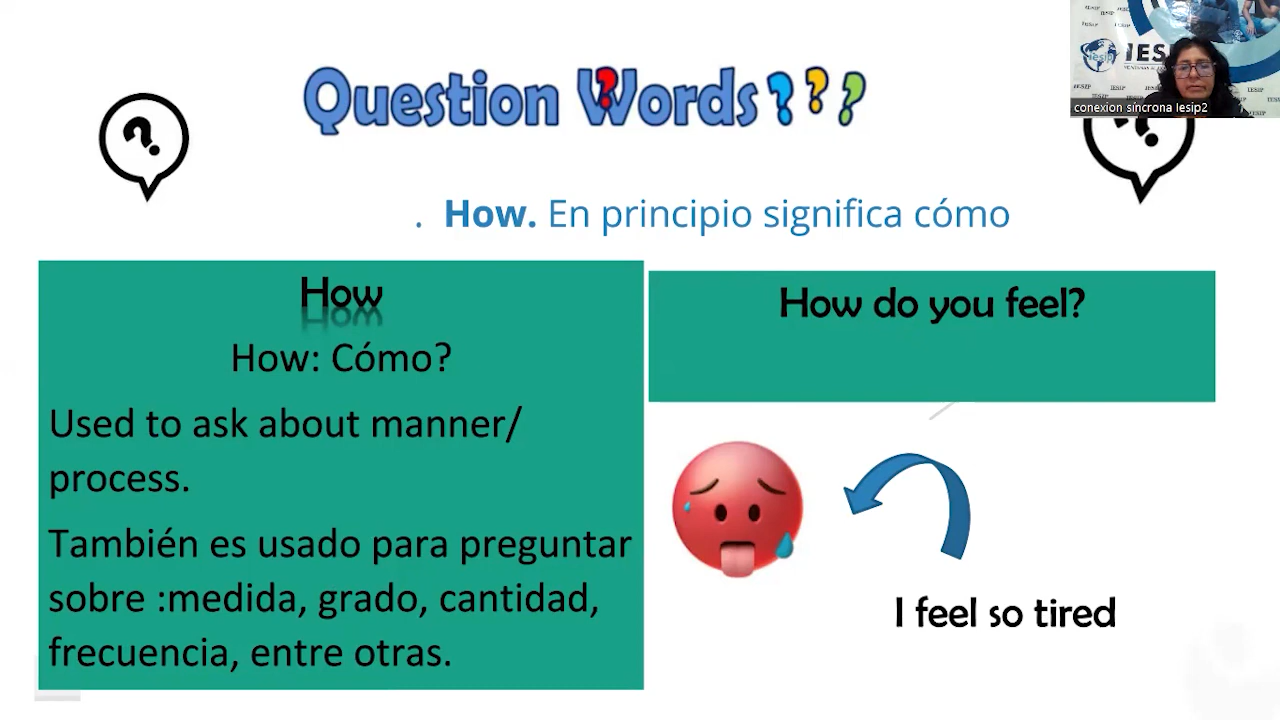 Question Words???
IESIP
iesip
conexion sincrona Iesip2
. How. En principio significa cómo
How
How: Cómo?
Used to ask about manner/
process.
También es usado para preguntar
sobre :medida, grado, cantidad,
frecuencia, entre otras.
How do you feel?
I feel so tired